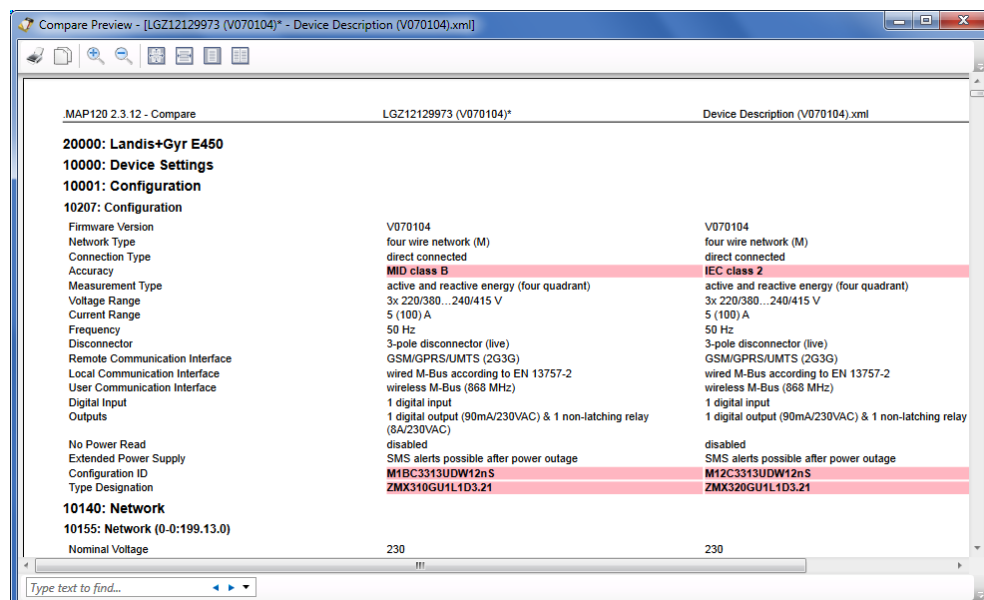 Compare Preview - [LGZ12129973 (V070104)* - Device Description (V070104).xml]
.MAP120 2.3.12 - Compare LGZ12129973 (V070104)* Device Description (V070104).xml
20000: Landis+Gyr E450
10000: Device Settings
10001: Configuration
10207: Configuration
Firmware Version V070104 V070104
Network Type four wire network (M) four wire network (M)
Connection Type direct connected direct connected
Accuracy MID class B IEC class 2
Measurement Type active and reactive energy (four quadrant) active and reactive energy (four quadrant)
Voltage Range 3x 220/380...240/415 V 3x 220/380...240/415 V
Current Range 5 (100) A 5 (100) A
Frequency 50 Hz 50 Hz
Disconnector 3-pole disconnector (live) 3-pole disconnector (live)
Remote Communication Interface GSM/GPRS/UMTS (2G3G) GSM/GPRS/UMTS (2G3G)
Local Communication Interface wired M-Bus according to EN 13757-2 wired M-Bus according to EN 13757-2
User Communication Interface wireless M-Bus (868 MHz) wireless M-Bus (868 MHz)
Digital Input 1 digital input 1 digital input
Outputs 1 digital output (90mA/230VAC) & 1 non-latching relay 1 digital output (90mA/230VAC) & 1 non-latching relay
(8A/230VAC)
No Power Read disabled disabled
Extended Power Supply SMS alerts possible after power outage SMS alerts possible after power outage
Configuration ID M1BC3313UDW12nS M12C3313UDW12nS
Type Designation ZMX310GU1L1D3.21 ZMX320GU1L1D3.21
10140: Network
10155: Network (0-0:199.13.0)
Nominal Voltage 230 230
Type text to find...